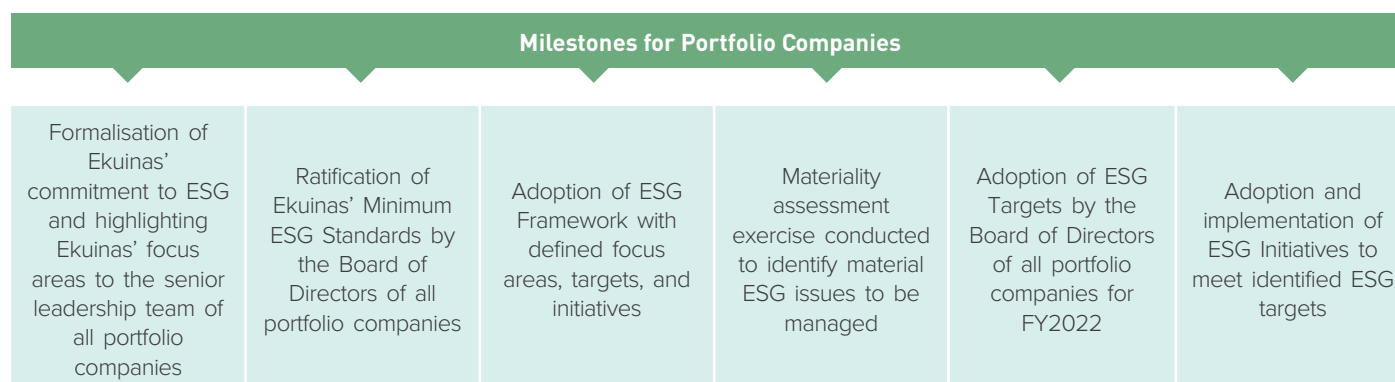 Milestones for Portfolio Companies
Formalisation of
Ekuinas’
commitment to ESG
and highlighting
Ekuinas’ focus
areas to the senior
leadership team of
all portfolio
companies
Ratification of
Ekuinas’ Minimum
ESG Standards by
the Board of
Directors of all
portfolio companies
Adoption of ESG
Framework with
defined focus
areas, targets, and
initiatives
Materiality
assessment
exercise conducted
to identify material
ESG issues to be
managed
Adoption of ESG
Targets by the
Board of Directors
of all portfolio
companies for
FY2022
Adoption and
implementation of
ESG Initiatives to
meet identified ESG
targets